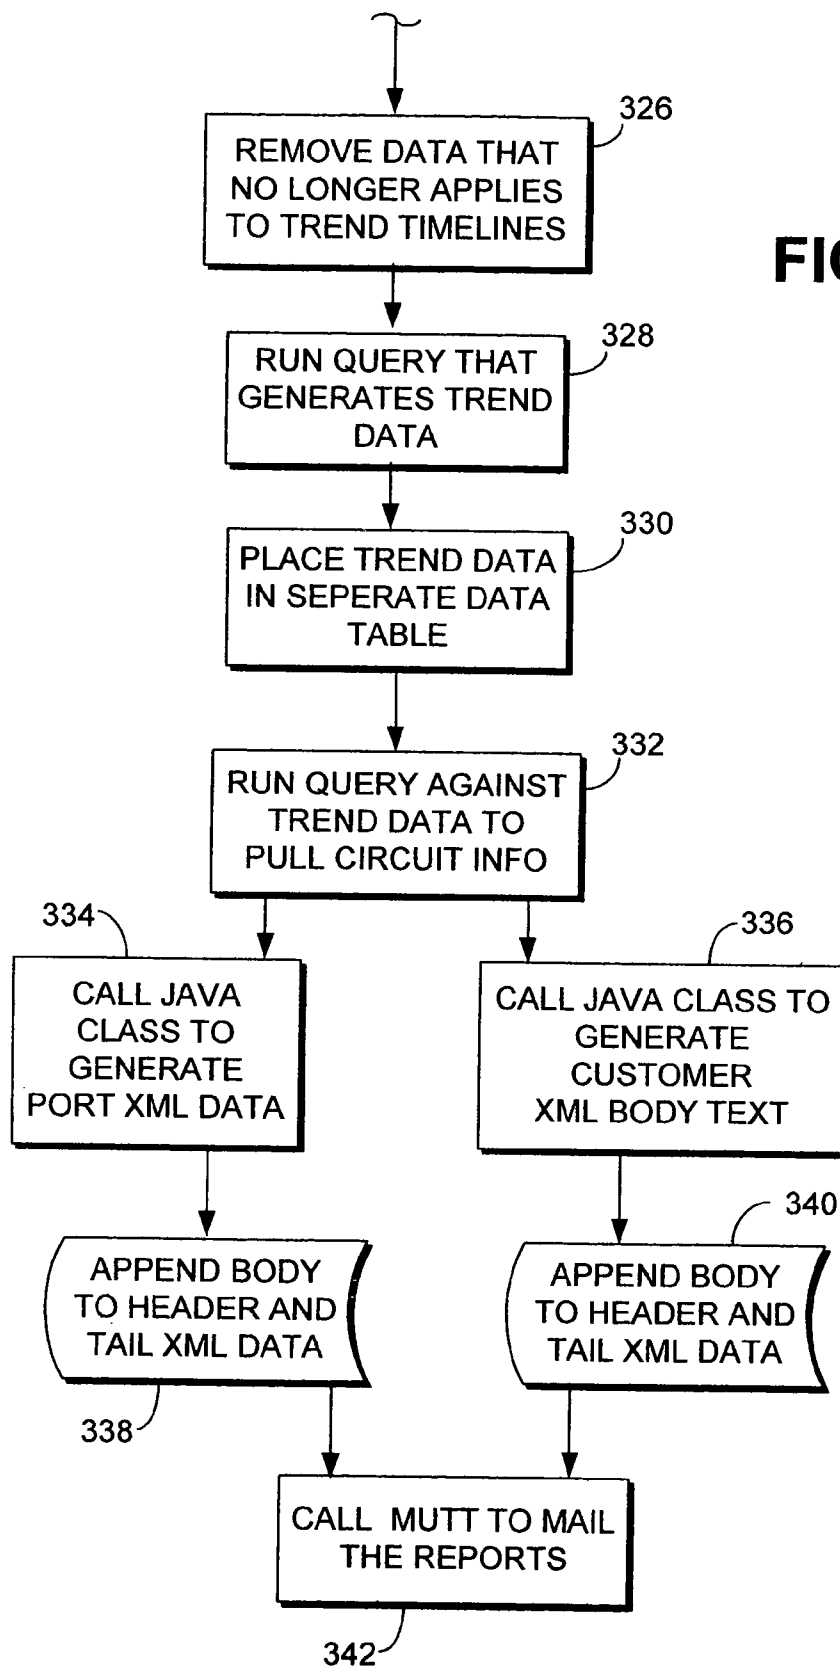 326
REMOVE DATA THAT
NO LONGER APPLIES
TO TREND TIMELINES
328
RUN QUERY THAT
GENERATES TREND
DATA
330
PLACE TREND DATA
IN SEPERATE DATA
TABLE
332
RUN QUERY AGAINST
TREND DATA TO
PULL CIRCUIT INFO
334
CALL JAVA
CLASS TO
GENERATE
PORT XML DATA
336
CALL JAVA CLASS TO
GENERATE
CUSTOMER
XML BODY TEXT
APPEND BODY
TO HEADER AND
TAIL XML DATA
338
340
APPEND BODY
TO HEADER AND
TAIL XML DATA
CALL MUTT TO MAIL
THE REPORTS
342